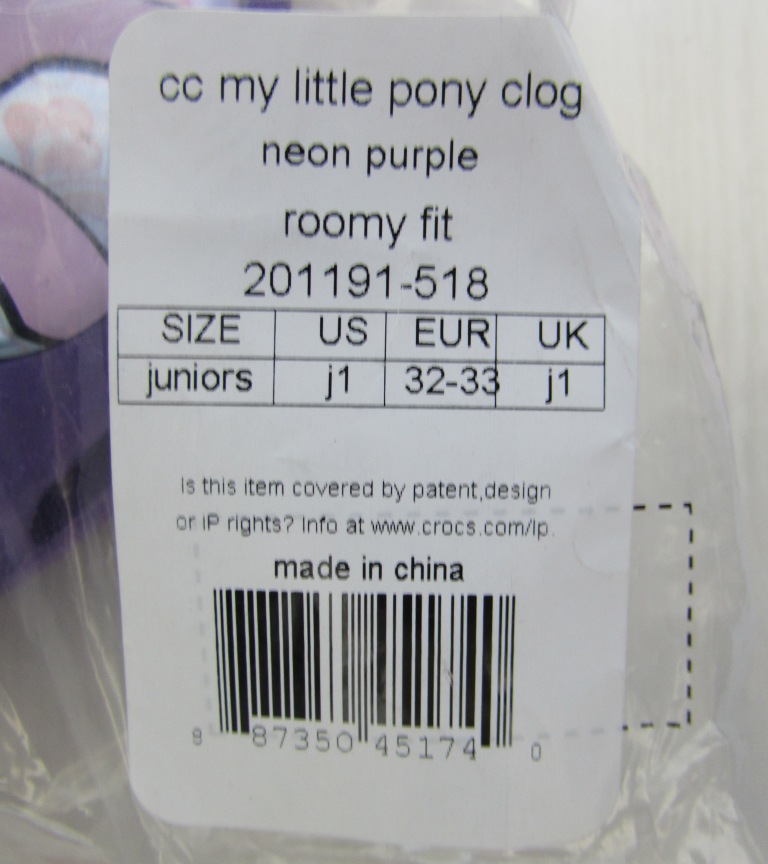 cc my little pony clog
neon purple
roomy fit
201191-518
SIZE US EUR UK
juniors j1 32-33 j1
Is this item covered by patent,design
or IP rights? Info at www.crocs.com/ip.
made in china
8 87350 45174 0